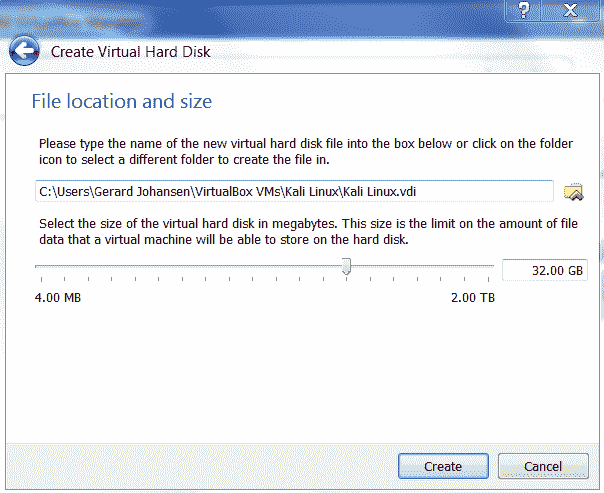 Create Virtual Hard Disk
File location and size
Please type the name of the new virtual hard disk file into the box below or click on the folder
icon to select a different folder to create the file in.
C:\Users\Gerard Johansen\VirtualBox VMs\Kali Linux\Kali Linux.vdi
Select the size of the virtual hard disk in megabytes. This size is the limit on the amount of file
data that a virtual machine will be able to store on the hard disk.
32.00 GB
4.00 MB 2.00 TB
Create Cancel